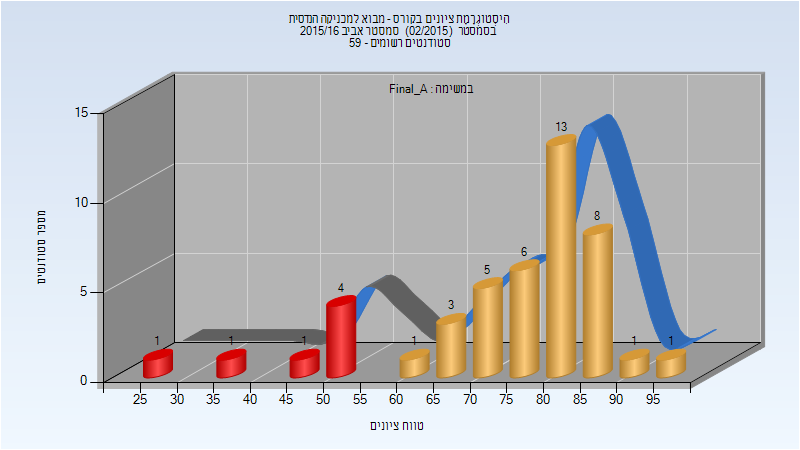 היסטוגרמת ציונים בקורס - מבוא למכניקה הנדסית
בסמסטר (02/2015) סמסטר אביב 2015/16
סטודנטים רשומים - 59
במשימה : Final_A
מספר סטודנטים
15
10
5
0
1
1
1
4
1
3
5
6
13
8
1
1
25 30 35 40 45 50 55 60 65 70 75 80 85 90 95
טווח ציונים